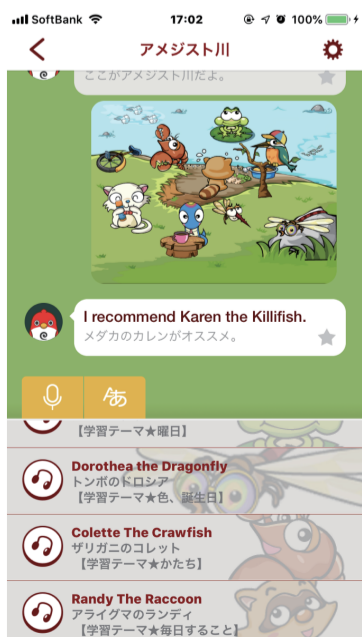 SoftBank 17:02 100%
アメジスト川
ここがアメジスト川だよ。
I recommend Karen the Killifish.
メダカのカレンがオススメ。
あ
【学習テーマ★曜日】
Dorothea the Dragonfly
トンボのドロシア
【学習テーマ★色、誕生日】
Colette The Crawfish
ザリガニのコレット
【学習テーマ★かたち】
Randy The Raccoon
アライグマのランディ
【学習テーマ★毎日すること】